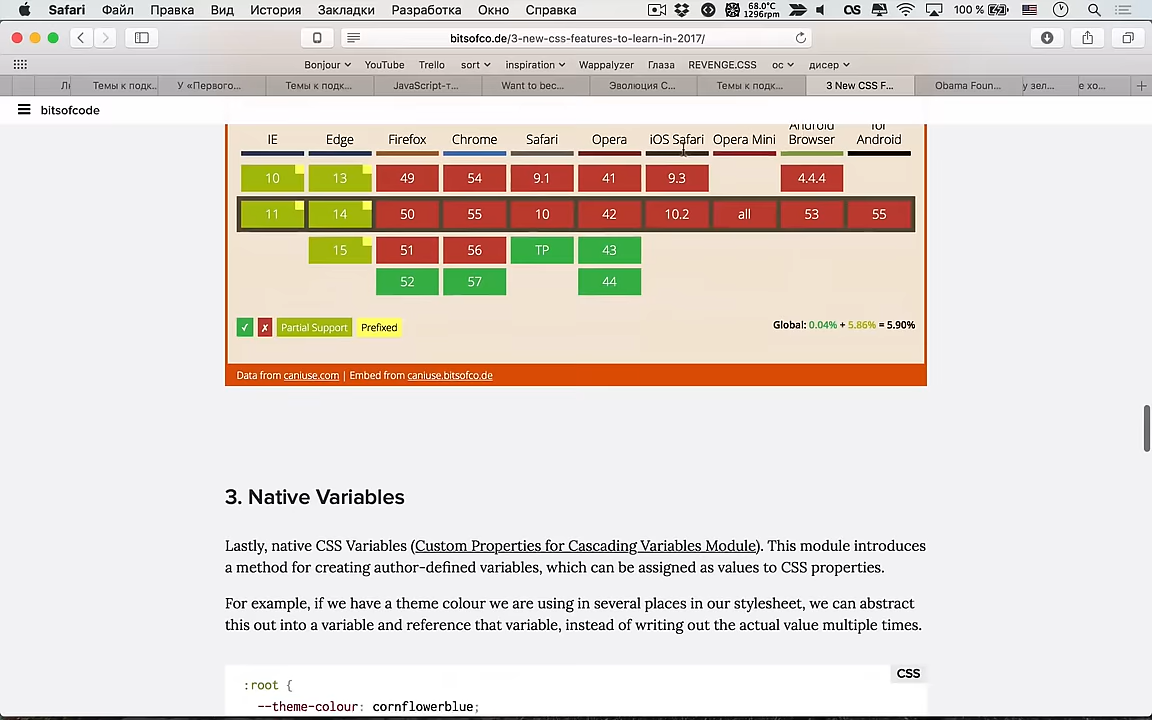 Safari Файл Правка Вид История Закладки Разработка Окно Справка 68.0°C 1296rpm 100 %
bitsofco.de/3-new-css-features-to-learn-in-2017/
Bonjour YouTube Trello sort inspiration Wappalyzer Глаза REVENGE.CSS ос дисер
Темы к подк... У «Первого... Темы к подк... JavaScript-т... Want to bec... Эволюция С... Темы к подк... 3 New CSS F... Obama Foun... у зел... е хо...
bitsofcode
IE Edge Firefox Chrome Safari Opera iOS Safari Opera Mini Android Browser for Android
10 13 49 54 9.1 41 9.3 4.4.4
11 14 50 55 10 42 10.2 all 53 55
15 51 56 TP 43
52 57 44
✓ ✗ Partial Support Prefixed Global: 0.04% + 5.86% = 5.90%
Data from caniuse.com | Embed from caniuse.bitsofco.de
3. Native Variables
Lastly, native CSS Variables (Custom Properties for Cascading Variables Module). This module introduces
a method for creating author-defined variables, which can be assigned as values to CSS properties.
For example, if we have a theme colour we are using in several places in our stylesheet, we can abstract
this out into a variable and reference that variable, instead of writing out the actual value multiple times.
CSS
:root {
--theme-colour: cornflowerblue;